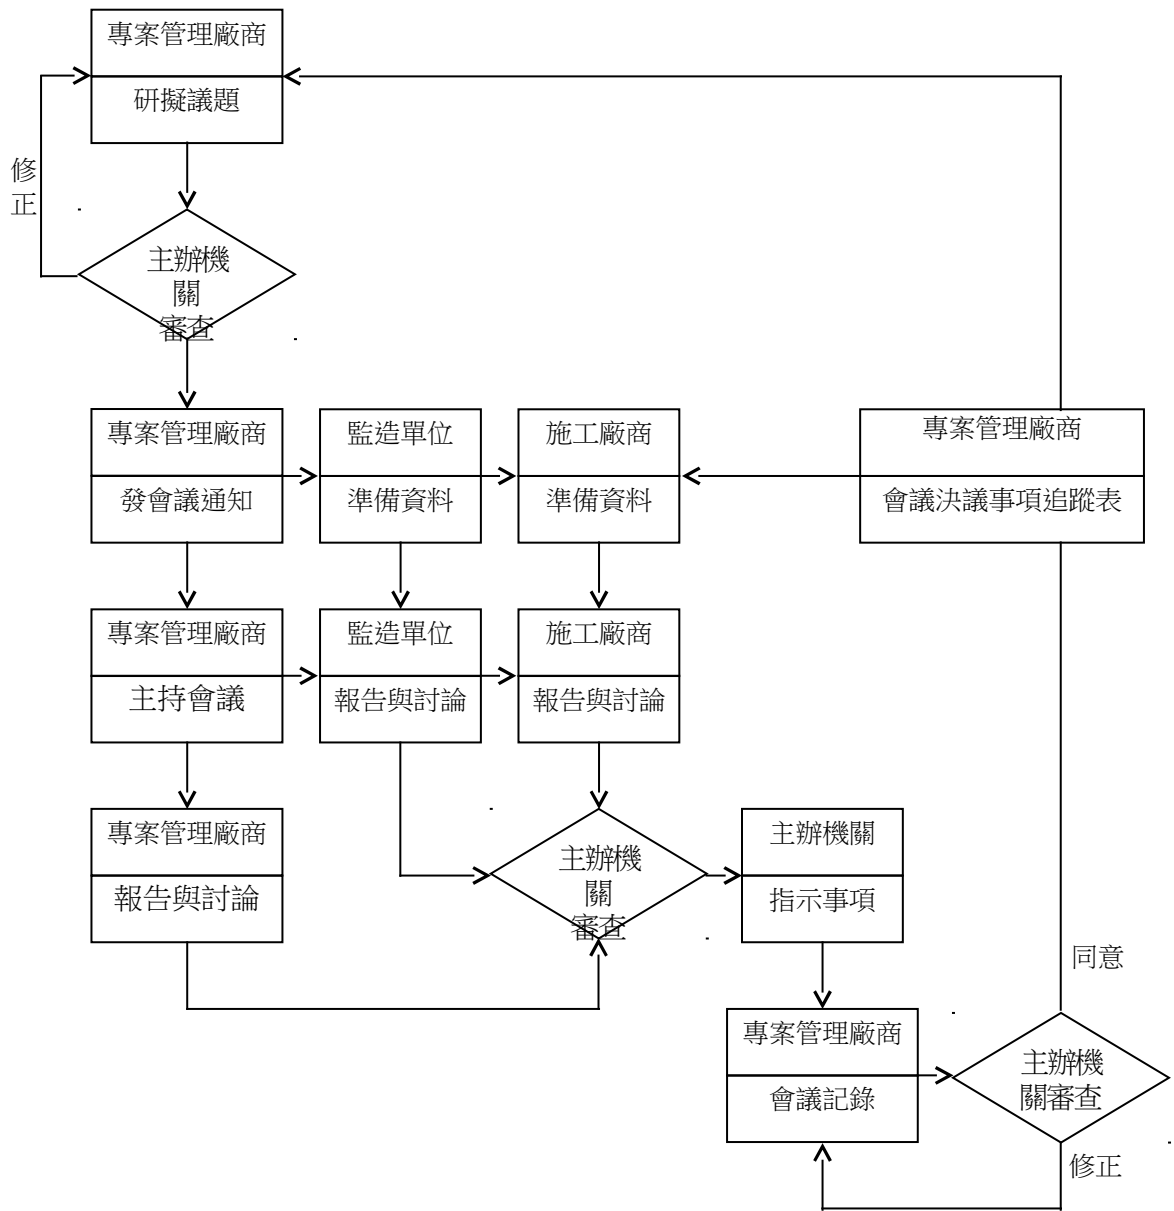 專案管理廠商
研擬議題
修
正
主辦機
關
審查
專案管理廠商
發會議通知
監造單位
準備資料
施工廠商
準備資料
專案管理廠商
會議決議事項追蹤表
專案管理廠商
主持會議
監造單位
報告與討論
施工廠商
報告與討論
專案管理廠商
報告與討論
主辦機
關
審查
主辦機關
指示事項
同意
專案管理廠商
會議記錄
主辦機
關審查
修正